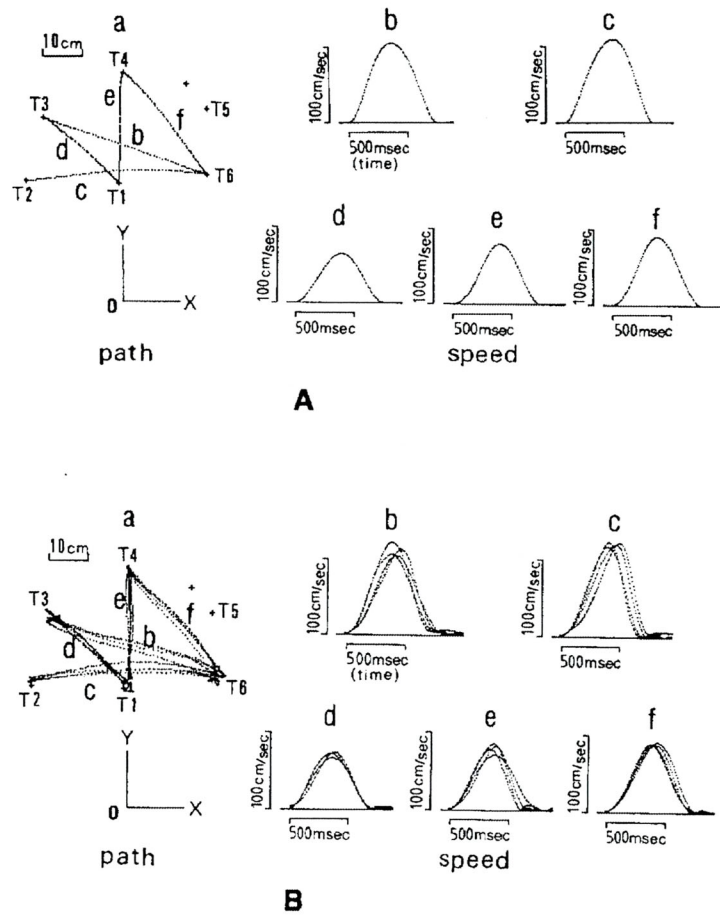 a
10cm
T4
T3
e
f
T5
d
b
T2
c
T1
T6
Y
0
X
path
b
100cm/sec
500msec
(time)
c
100cm/sec
500msec
d
100cm/sec
500msec
e
100cm/sec
500msec
f
100cm/sec
500msec
speed
A
a
10cm
T4
T3
e
f
T5
d
b
T2
c
T1
T6
Y
0
X
path
b
100cm/sec
500msec
(time)
c
100cm/sec
500msec
d
100cm/sec
500msec
e
100cm/sec
500msec
f
100cm/sec
500msec
speed
B